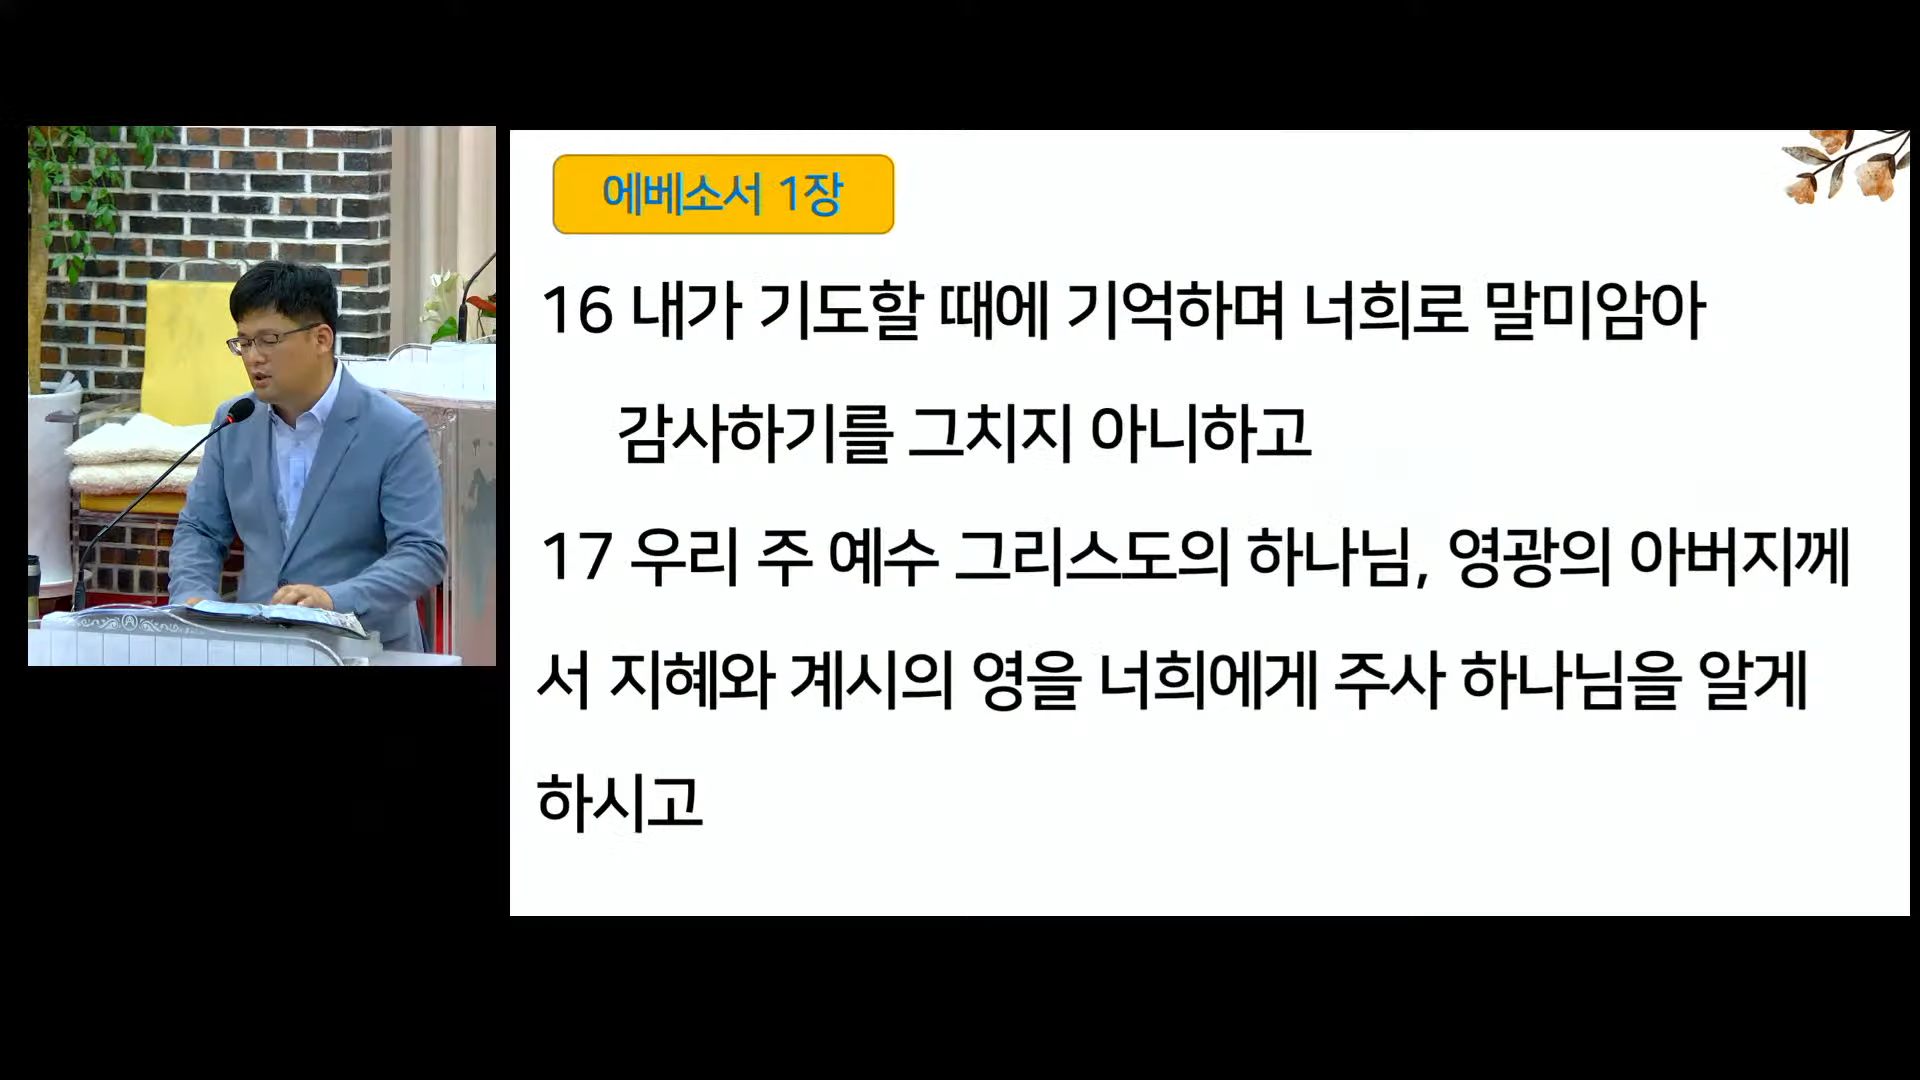 에베소서 1장
16 내가 기도할 때에 기억하며 너희로 말미암아
감사하기를 그치지 아니하고
17 우리 주 예수 그리스도의 하나님, 영광의 아버지께
서 지혜와 계시의 영을 너희에게 주사 하나님을 알게
하시고